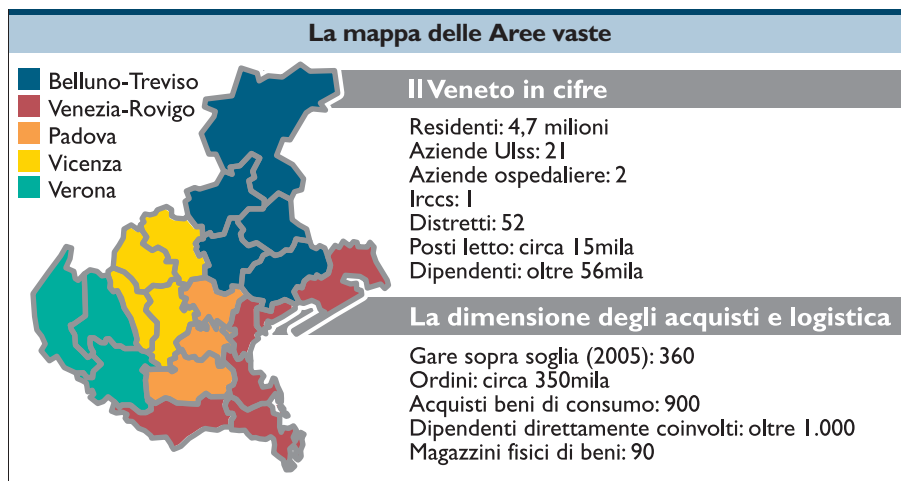 La mappa delle Aree vaste
Belluno-Treviso
Venezia-Rovigo
Padova
Vicenza
Verona
Il Veneto in cifre
Residenti: 4,7 milioni
Aziende Ulss: 21
Aziende ospedaliere: 2
Irccs: 1
Distretti: 52
Posti letto: circa 15mila
Dipendenti: oltre 56mila
La dimensione degli acquisti e logistica
Gare sopra soglia (2005): 360
Ordini: circa 350mila
Acquisti beni di consumo: 900
Dipendenti direttamente coinvolti: oltre 1.000
Magazzini fisici di beni: 90